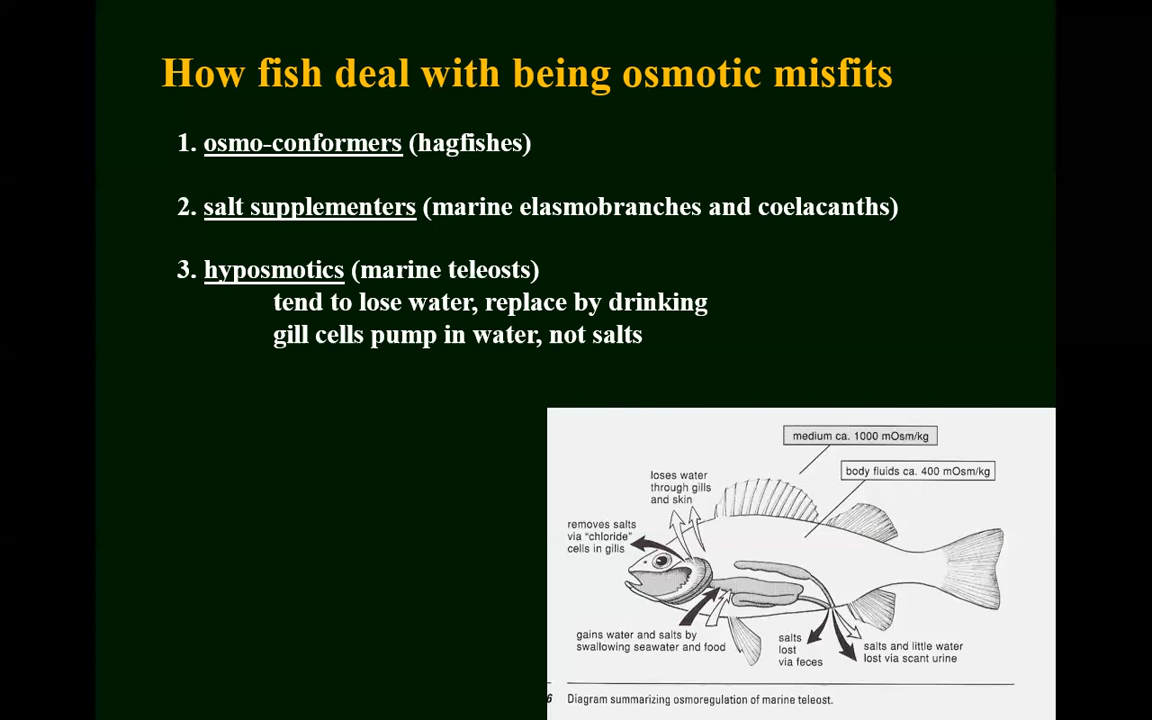 How fish deal with being osmotic misfits
1. osmo-conformers (hagfishes)
2. salt supplementers (marine elasmobranches and coelacanths)
3. hyposmotics (marine teleosts)
tend to lose water, replace by drinking
gill cells pump in water, not salts
medium ca. 1000 mOsm/kg
body fluids ca. 400 mOsm/kg
loses water
through gills
and skin
removes salts
via "chloride"
cells in gills
gains water and salts by
swallowing seawater and food
salts
lost
via feces
salts and little water
lost via scant urine
6 Diagram summarizing osmoregulation of marine teleost.